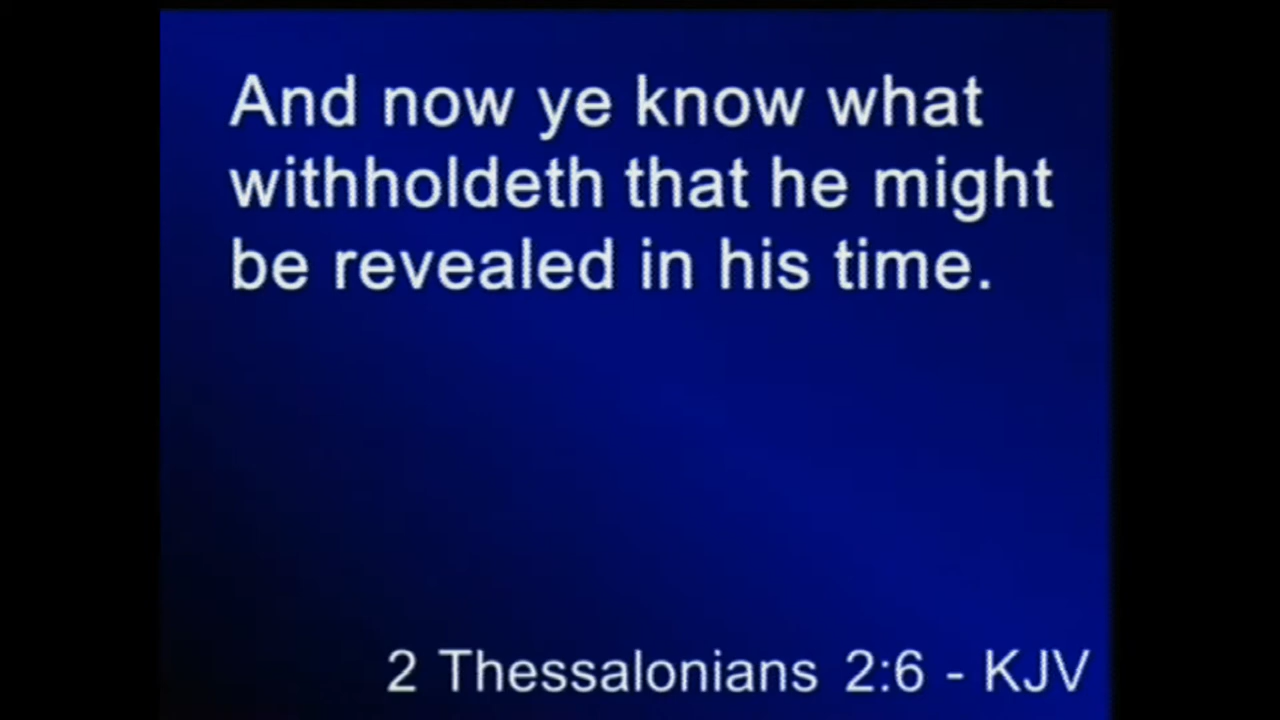 And now ye know what
withholdeth that he might
be revealed in his time.
2 Thessalonians 2:6 - KJV